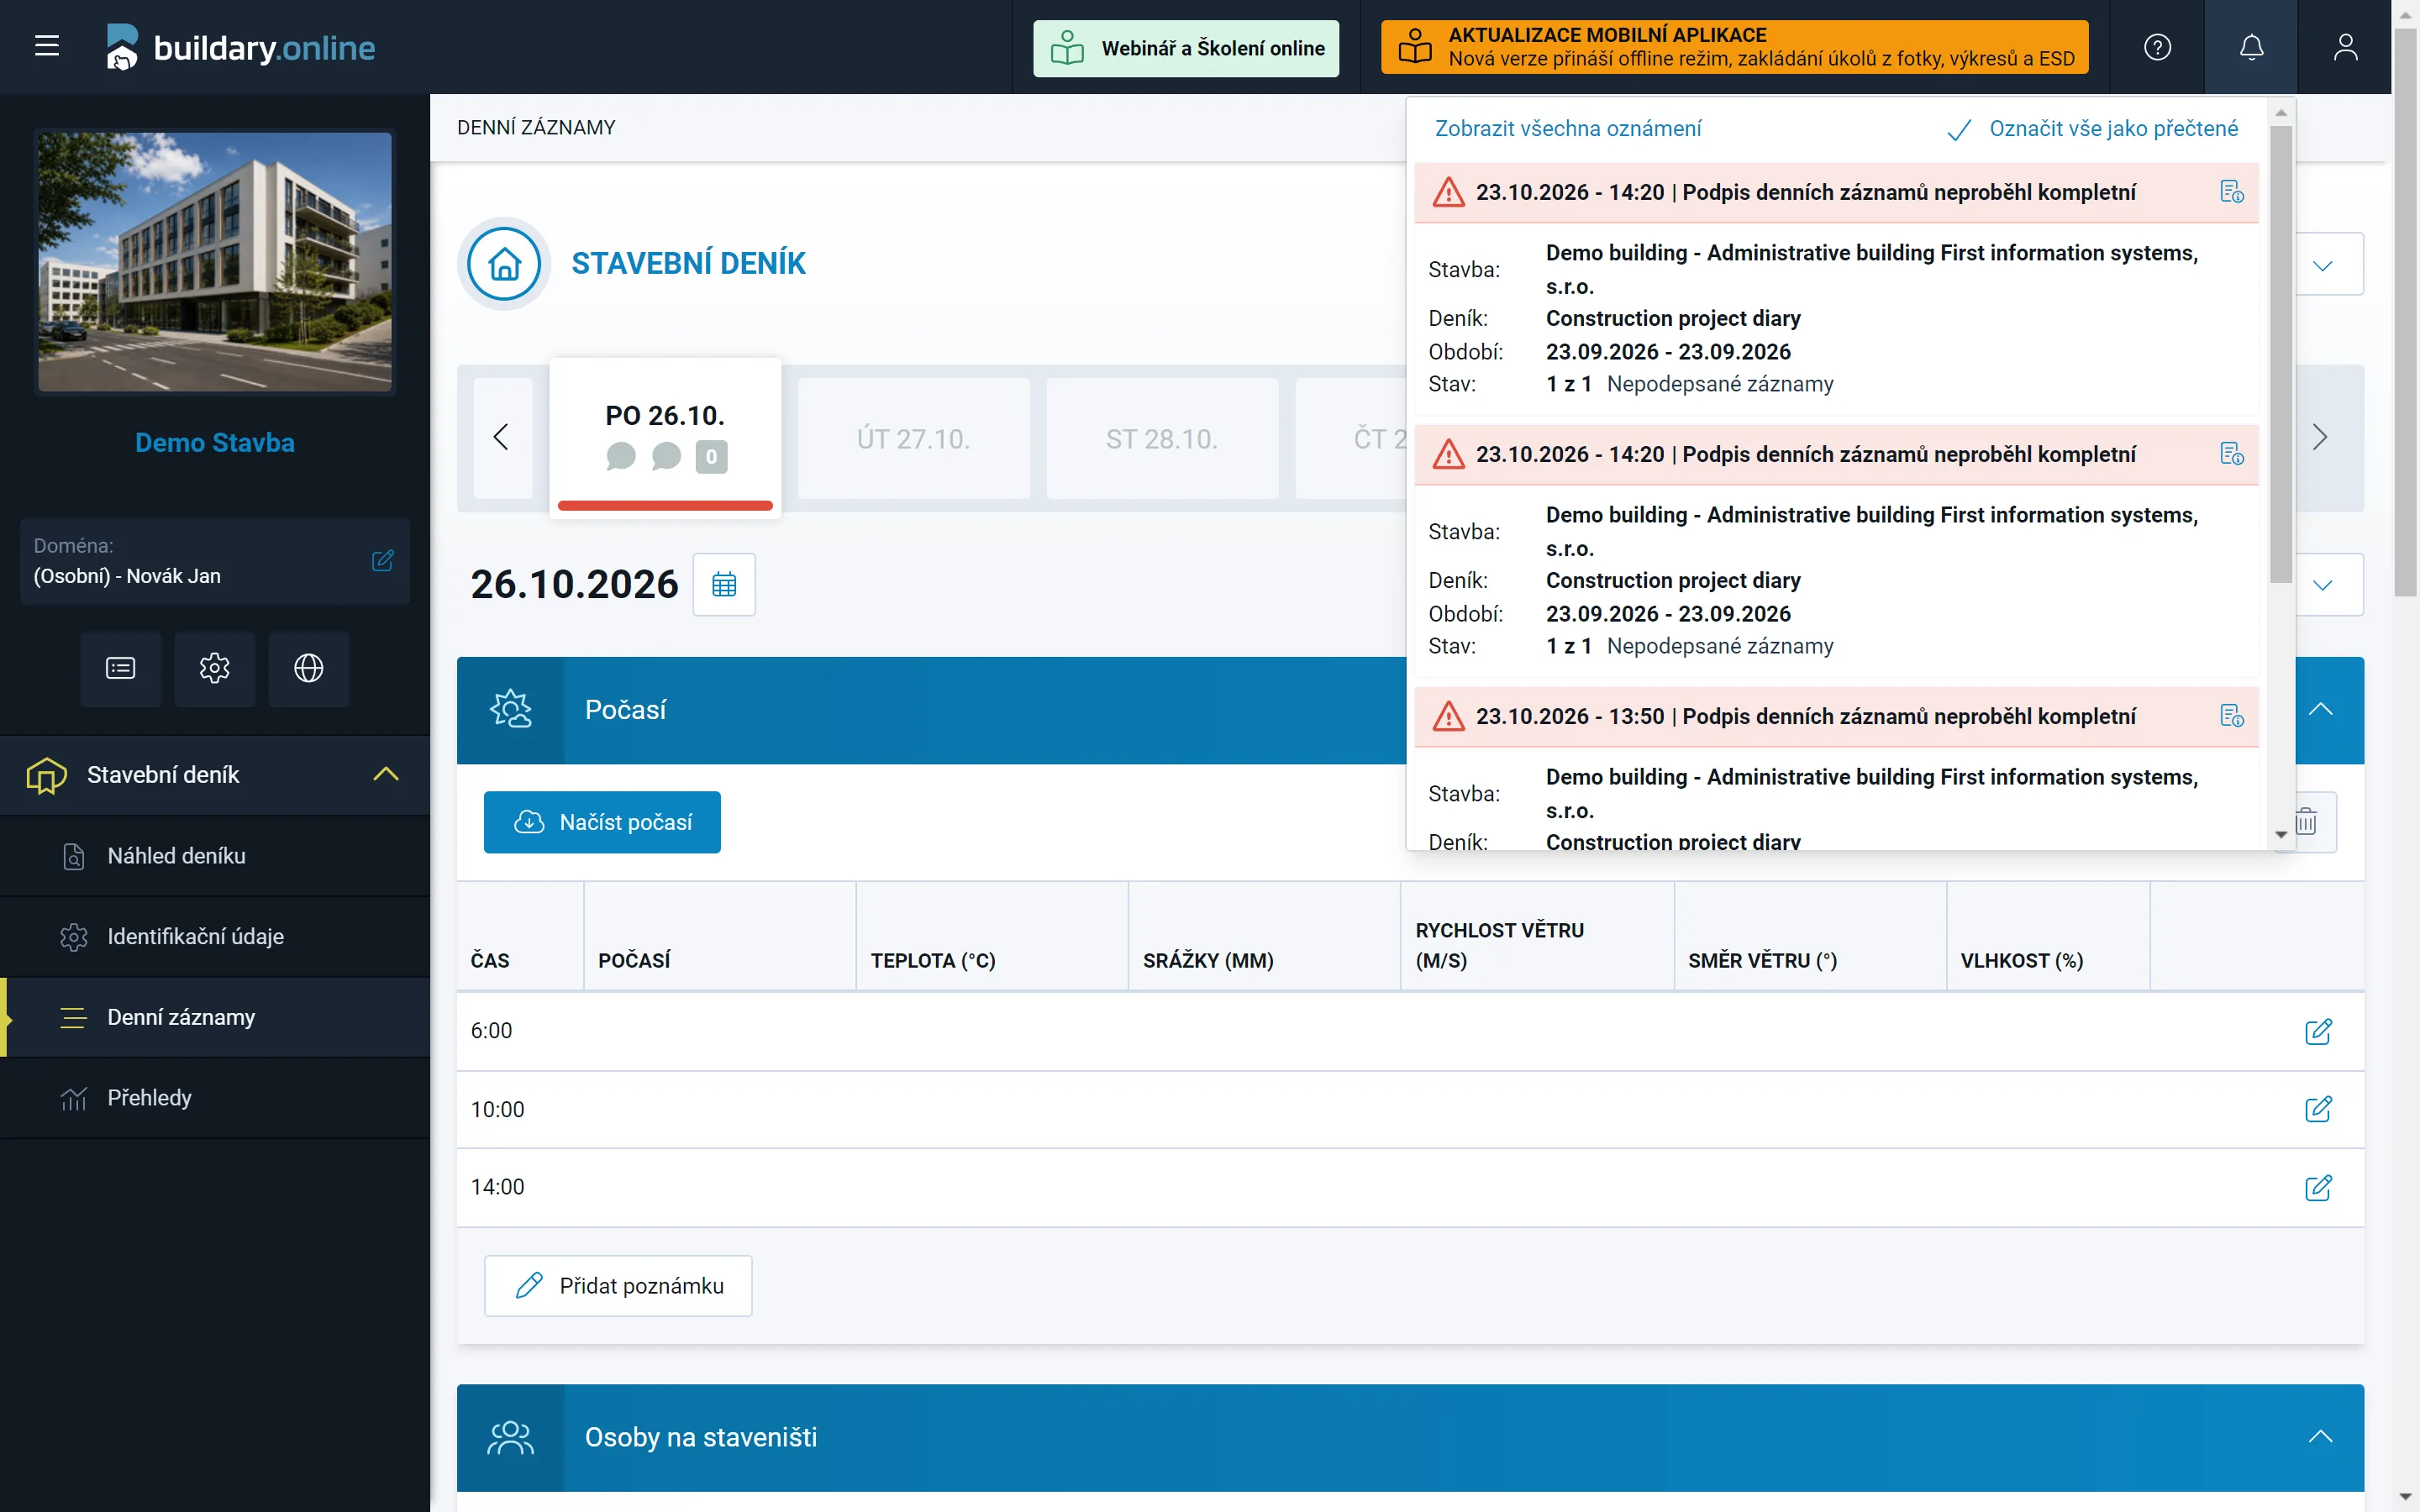 buildary.online
Webinář a Školení online
AKTUALIZACE MOBILNÍ APLIKACE
Nová verze přináší offline režim, zakládání úkolů z fotky, výkresů a ESD
Demo Stavba
Doména:
(Osobní) - Novák Jan
Stavební deník
Náhled deníku
Identifikační údaje
Denní záznamy
Přehledy
DENNÍ ZÁZNAMY
STAVEBNÍ DENÍK
PO 26.10.
0
ÚT 27.10.
ST 28.10.
ČT 2
26.10.2026
Zobrazit všechna oznámení
Označit vše jako přečtené
23.10.2026 - 14:20 | Podpis denních záznamů neproběhl kompletní
Stavba: Demo building - Administrative building First information systems, s.r.o.
Deník: Construction project diary
Období: 23.09.2026 - 23.09.2026
Stav: 1 z 1 Nepodepsané záznamy
23.10.2026 - 14:20 | Podpis denních záznamů neproběhl kompletní
Stavba: Demo building - Administrative building First information systems, s.r.o.
Deník: Construction project diary
Období: 23.09.2026 - 23.09.2026
Stav: 1 z 1 Nepodepsané záznamy
23.10.2026 - 13:50 | Podpis denních záznamů neproběhl kompletní
Stavba: Demo building - Administrative building First information systems, s.r.o.
Deník: Construction project diary
Počasí
Načíst počasí
ČAS POČASÍ TEPLOTA (°C) SRÁŽKY (MM) RYCHLOST VĚTRU (M/S) SMĚR VĚTRU (°) VLHKOST (%)
6:00
10:00
14:00
Přidat poznámku
Osoby na staveništi